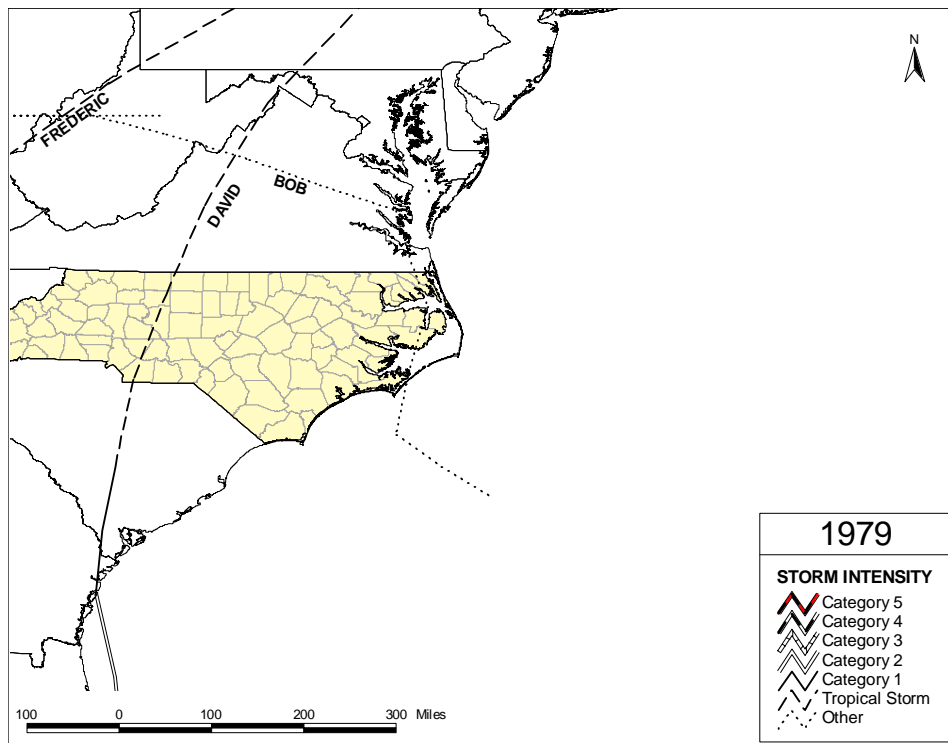 N
FREDERIC
BOB
DAVID
1979
STORM INTENSITY
Category 5
Category 4
Category 3
Category 2
Category 1
Tropical Storm
Other
100 0 100 200 300 Miles